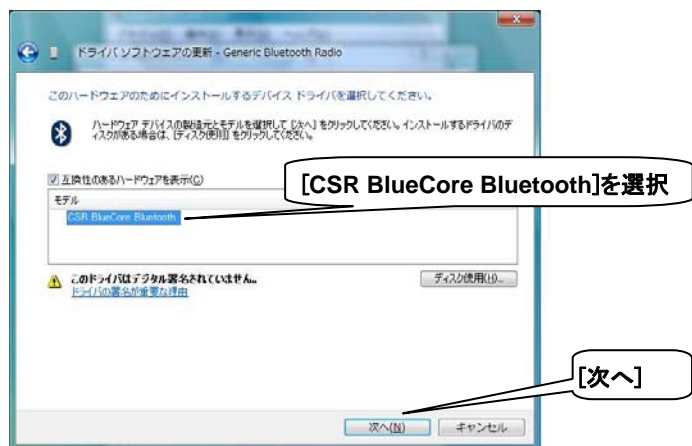 ドライバ ソフトウェアの更新 - Generic Bluetooth Radio
このハードウェアのためにインストールするデバイス ドライバを選択してください。
ハードウェア デバイスの製造元とモデルを選択して [次へ] をクリックしてください。インストールするドライバのデ
ィスクがある場合は、[ディスク使用] をクリックしてください。
互換性のあるハードウェアを表示(C)
[CSR BlueCore Bluetooth]を選択
モデル
CSR BlueCore Bluetooth
このドライバはデジタル署名されていません。
ディスク使用(H)...
ドライバの署名が重要な理由
[次へ]
次へ(N)
キャンセル